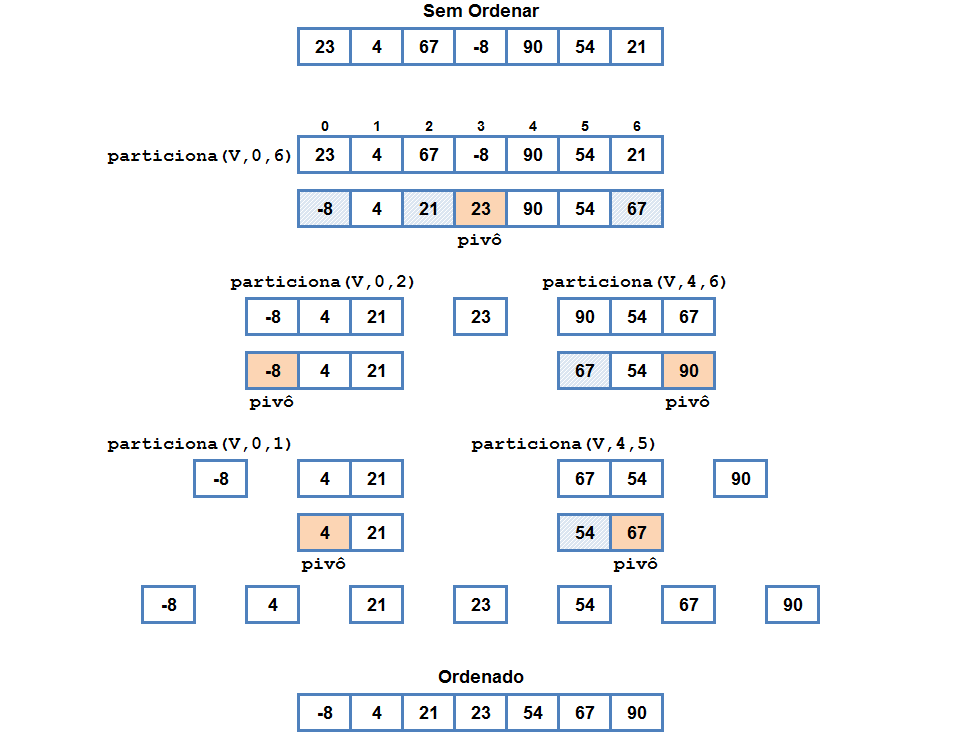 Sem Ordenar
23 4 67 -8 90 54 21
0 1 2 3 4 5 6
particiona(V,0,6) 23 4 67 -8 90 54 21
-8 4 21 23 90 54 67
pivô
particiona(V,0,2) particiona(V,4,6)
-8 4 21 23 90 54 67
-8 4 21 67 54 90
pivô pivô
particiona(V,0,1) particiona(V,4,5)
-8 4 21 67 54 90
4 21 54 67
pivô pivô
-8 4 21 23 54 67 90
Ordenado
-8 4 21 23 54 67 90